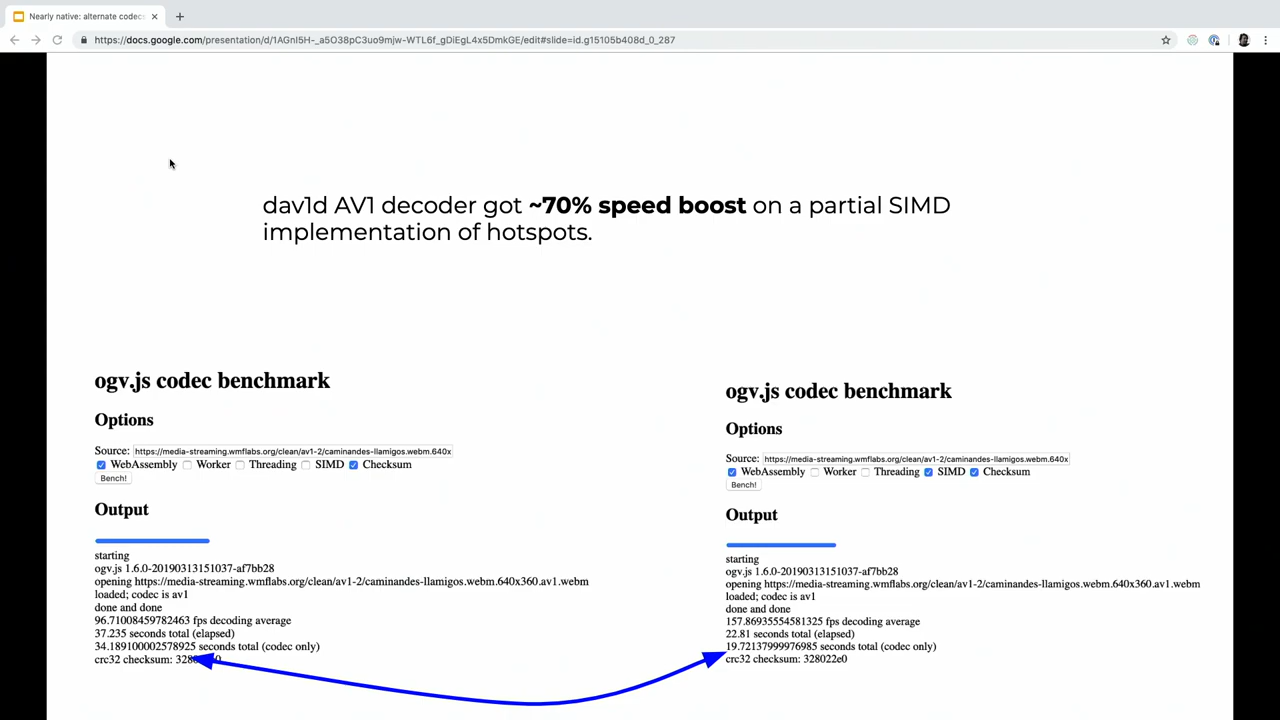 Nearly native: alternate codecs
https://docs.google.com/presentation/d/1AGnI5H-_a5O38pC3uo9mjw-WTL6f_gDiEgL4x5DmkGE/edit#slide=id.g15105b408d_0_287
dav1d AV1 decoder got ~70% speed boost on a partial SIMD
implementation of hotspots.
ogv.js codec benchmark
Options
Source: https://media-streaming.wmflabs.org/clean/av1-2/caminandes-llamigos.webm.640x
WebAssembly Worker Threading SIMD Checksum
Bench!
Output
starting
ogv.js 1.6.0-20190313151037-af7bb28
opening https://media-streaming.wmflabs.org/clean/av1-2/caminandes-llamigos.webm.640x360.av1.webm
loaded; codec is av1
done and done
96.71008459782463 fps decoding average
37.235 seconds total (elapsed)
34.189100002578925 seconds total (codec only)
crc32 checksum:
ogv.js codec benchmark
Options
Source: https://media-streaming.wmflabs.org/clean/av1-2/caminandes-llamigos.webm.640x
WebAssembly Worker Threading SIMD Checksum
Bench!
Output
starting
ogv.js 1.6.0-20190313151037-af7bb28
opening https://media-streaming.wmflabs.org/clean/av1-2/caminandes-llamigos.webm.640x360.av1.webm
loaded; codec is av1
done and done
157.86935554581325 fps decoding average
22.81 seconds total (elapsed)
19.72137999976985 seconds total (codec only)
crc32 checksum: 328022e0